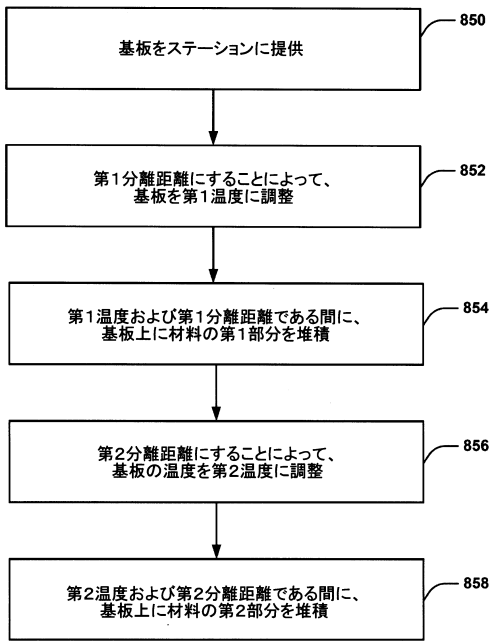 基板をステーションに提供
850
第1分離距離にすることによって、
基板を第1温度に調整
852
第1温度および第1分離距離である間に、
基板上に材料の第1部分を堆積
854
第2分離距離にすることによって、
基板の温度を第2温度に調整
856
第2温度および第2分離距離である間に、
基板上に材料の第2部分を堆積
858